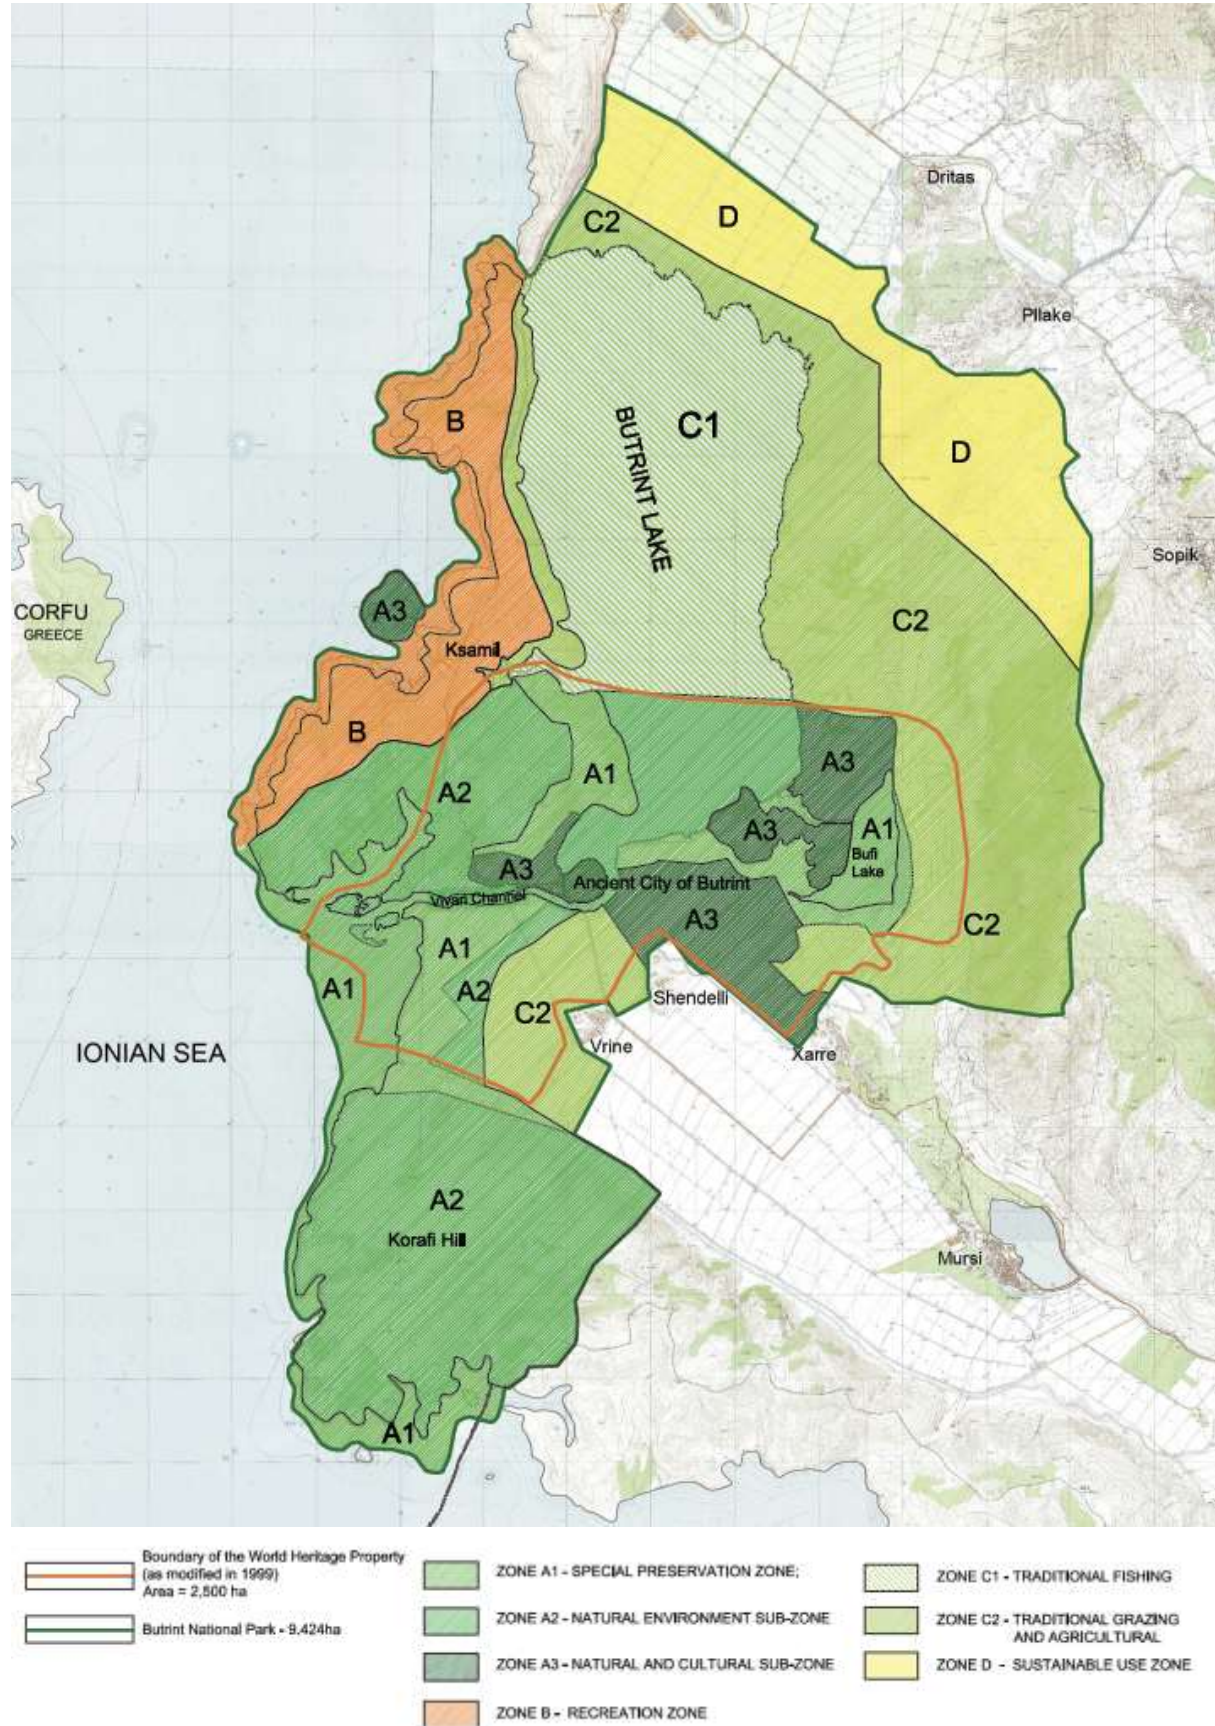 Dritas
C2
D
Pllake
B
C1
BUTRINT LAKE
D
Sopik
CORFU
GREECE
A3
C2
Ksamil
B
A2
A1
A3
A3
A1
Bufi
Lake
A3
Ancient City of Butrint
Vivari Channel
A3
C2
A1
A1
A2
C2
Shendelli
Vrine
Xarre
IONIAN SEA
A2
Korafi Hill
Mursi
A1
Boundary of the World Heritage Property
(as modified in 1999)
Area = 2,500 ha
Butrint National Park - 9,424ha
ZONE A1 - SPECIAL PRESERVATION ZONE;
ZONE A2 - NATURAL ENVIRONMENT SUB-ZONE
ZONE A3 - NATURAL AND CULTURAL SUB-ZONE
ZONE B - RECREATION ZONE
ZONE C1 - TRADITIONAL FISHING
ZONE C2 - TRADITIONAL GRAZING
AND AGRICULTURAL
ZONE D - SUSTAINABLE USE ZONE